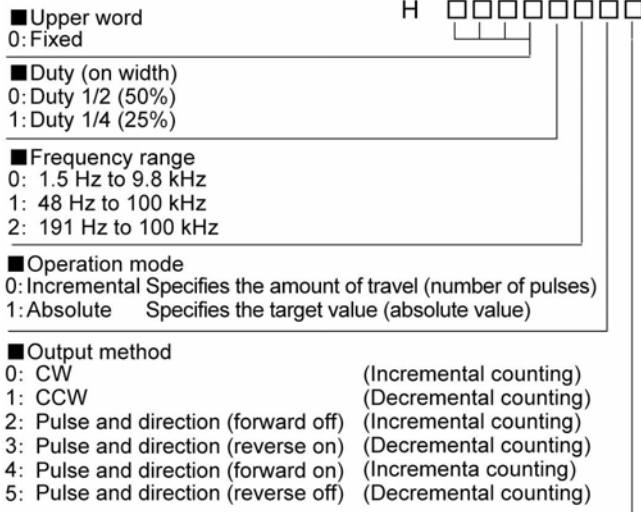 H □□□□□□□□
■Upper word
0:Fixed
■Duty (on width)
0:Duty 1/2 (50%)
1:Duty 1/4 (25%)
■Frequency range
0: 1.5 Hz to 9.8 kHz
1: 48 Hz to 100 kHz
2: 191 Hz to 100 kHz
■Operation mode
0:Incremental Specifies the amount of travel (number of pulses)
1:Absolute Specifies the target value (absolute value)
■Output method
0: CW (Incremental counting)
1: CCW (Decremental counting)
2: Pulse and direction (forward off) (Incremental counting)
3: Pulse and direction (reverse on) (Decremental counting)
4: Pulse and direction (forward on) (Incrementa counting)
5: Pulse and direction (reverse off) (Decremental counting)